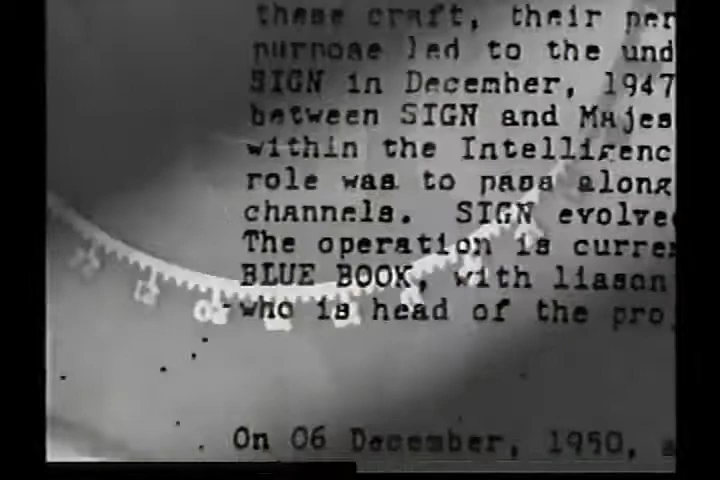 these craft, their per
purpose led to the und
SIGN in December, 1947
between SIGN and Majes
within the Intelligenc
role was to pass along
channels. SIGN evolve
The operation is curre
BLUE BOOK, with liason
who is head of the pro
On 06 December, 1950, a